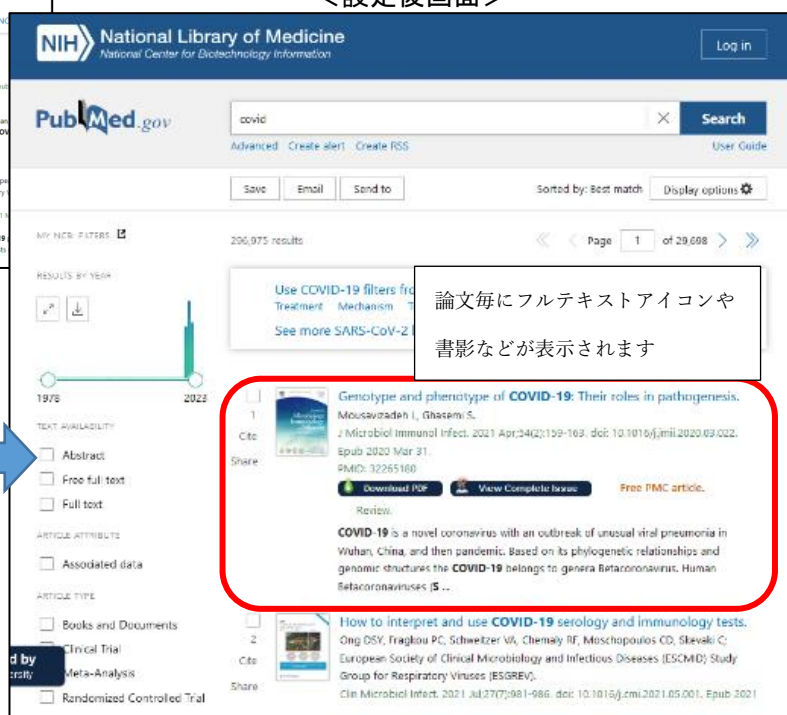 ＜設定後画面＞
NIH National Library of Medicine
National Center for Biotechnology Information
Log in
PubMed.gov
covid
Search
Advanced Create alert Create RSS
User Guide
Save Email Send to
Sorted by: Best match Display options
MY NCBI FILTERS
296,975 results
Page 1 of 29,698
RESULTS BY YEAR
Use COVID-19 filters fro
Treatment Mechanism T
See more SARS-CoV-2 l
論文毎にフルテキストアイコンや
書影などが表示されます
1978 2023
TEXT AVAILABILITY
Abstract
Free full text
Full text
ARTICLE ATTRIBUTE
Associated data
ARTICLE TYPE
Books and Documents
Clinical Trial
Meta-Analysis
Randomized Controlled Trial
1
Cite
Share
Genotype and phenotype of COVID-19: Their roles in pathogenesis.
Mousavizadeh L, Ghasemi S.
J Microbiol Immunol Infect. 2021 Apr;54(2):159-163. doi: 10.1016/j.jmii.2020.03.022.
Epub 2020 Mar 31.
PMID: 32265180
Download PDF View Complete Issue Free PMC article.
Review.
COVID-19 is a novel coronavirus with an outbreak of unusual viral pneumonia in
Wuhan, China, and then pandemic. Based on its phylogenetic relationships and
genomic structures the COVID-19 belongs to genera Betacoronavirus. Human
Betacoronaviruses (S ...
2
Cite
Share
How to interpret and use COVID-19 serology and immunology tests.
Ong DSY, Fragkou PC, Schweitzer VA, Chemaly RF, Moschopoulos CD, Skevaki C;
European Society of Clinical Microbiology and Infectious Diseases (ESCMID) Study
Group for Respiratory Viruses (ESGREV).
Clin Microbiol Infect. 2021 Jul;27(7):981-986. doi: 10.1016/j.cmi.2021.05.001. Epub 2021
d by
ersity